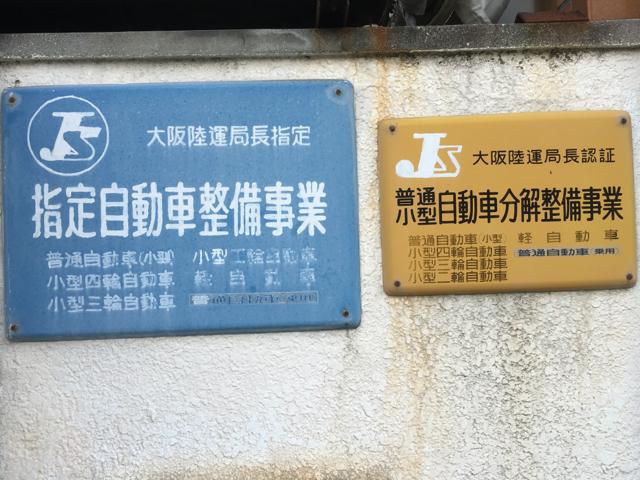 JS
大阪陸運局長指定
指定自動車整備事業
普通自動車(小型)
小型二輪自動車
小型四輪自動車
軽自動車
小型三輪自動車
JS
大阪陸運局長認証
普通
小型
自動車分解整備事業
普通自動車(小型)
軽自動車
小型四輪自動車
普通自動車(乗用)
小型三輪自動車
小型二輪自動車